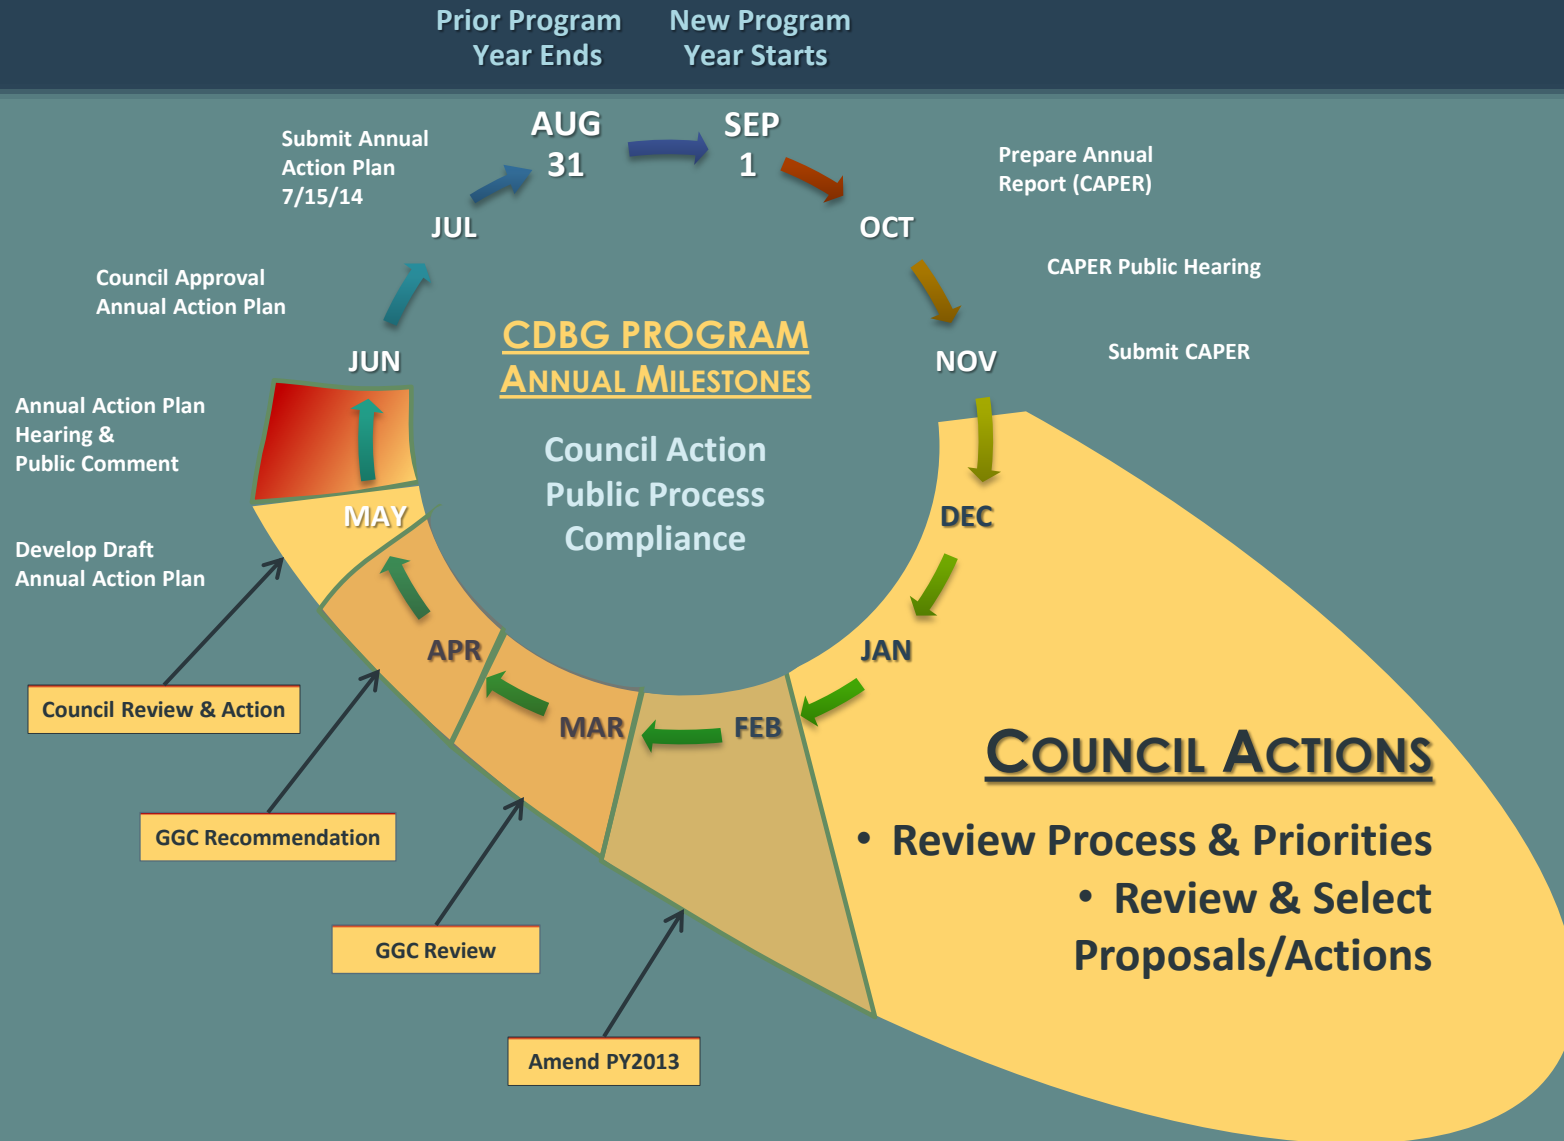 Prior Program
Year Ends
New Program
Year Starts
AUG
31
SEP
1
Submit Annual
Action Plan
7/15/14
Prepare Annual
Report (CAPER)
JUL
OCT
Council Approval
Annual Action Plan
CAPER Public Hearing
CDBG PROGRAM
ANNUAL MILESTONES
JUN
NOV
Submit CAPER
Annual Action Plan
Hearing &
Public Comment
Council Action
Public Process
Compliance
MAY
DEC
Develop Draft
Annual Action Plan
APR
JAN
Council Review & Action
MAR
FEB
COUNCIL ACTIONS
GGC Recommendation
• Review Process & Priorities
• Review & Select
Proposals/Actions
GGC Review
Amend PY2013